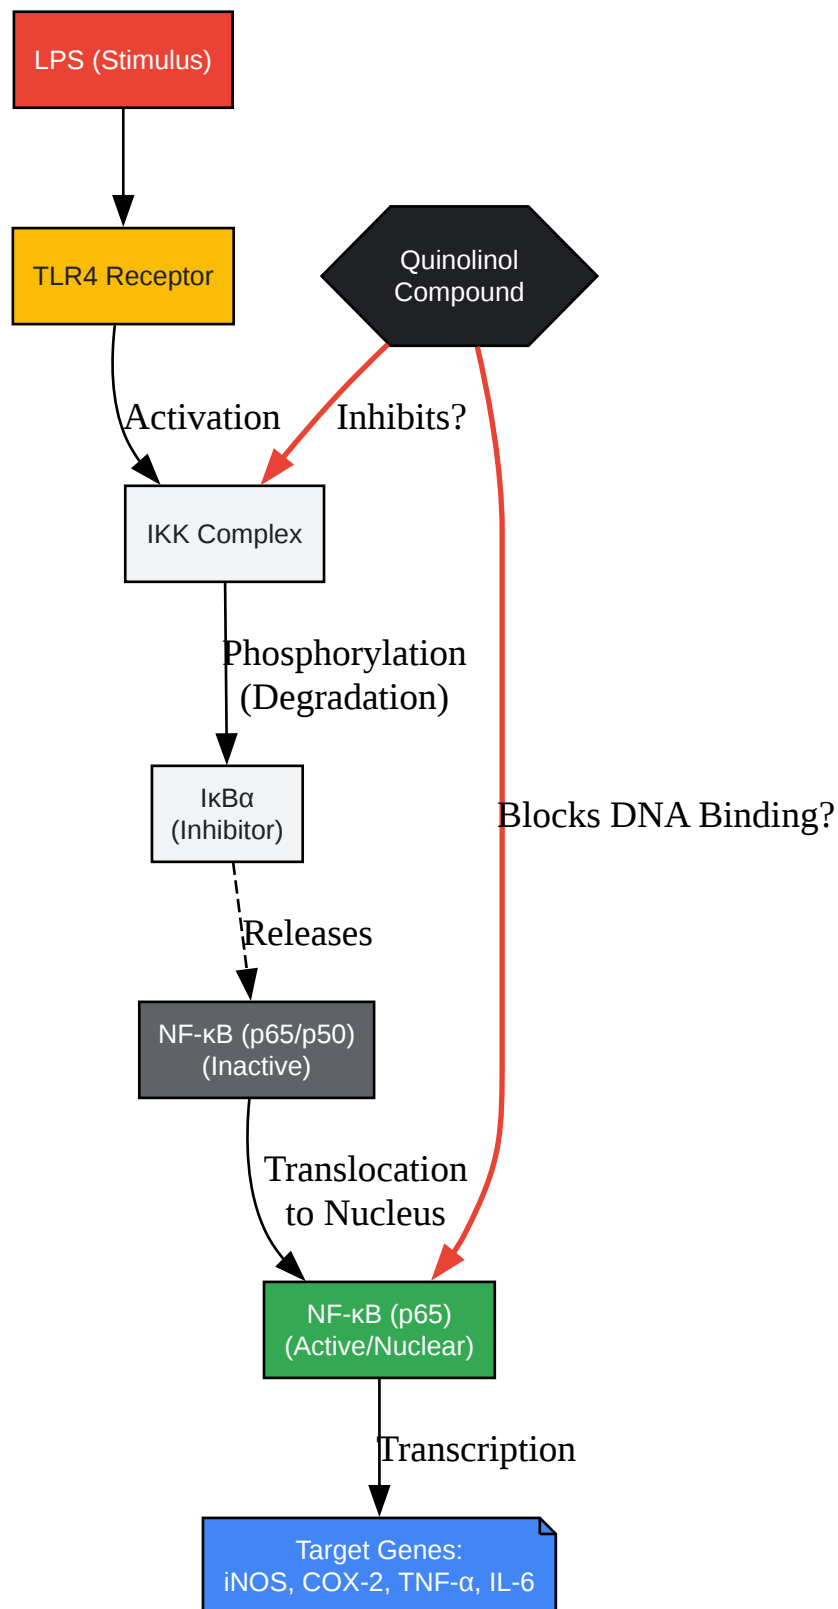 LPS (Stimulus)
TLR4 Receptor
Quinolinol
Compound
Activation
Inhibits?
IKK Complex
Phosphorylation
(Degradation)
IκBα
(Inhibitor)
Blocks DNA Binding?
Releases
NF-κB (p65/p50)
(Inactive)
Translocation
to Nucleus
NF-κB (p65)
(Active/Nuclear)
Transcription
Target Genes:
iNOS, COX-2, TNF-α, IL-6